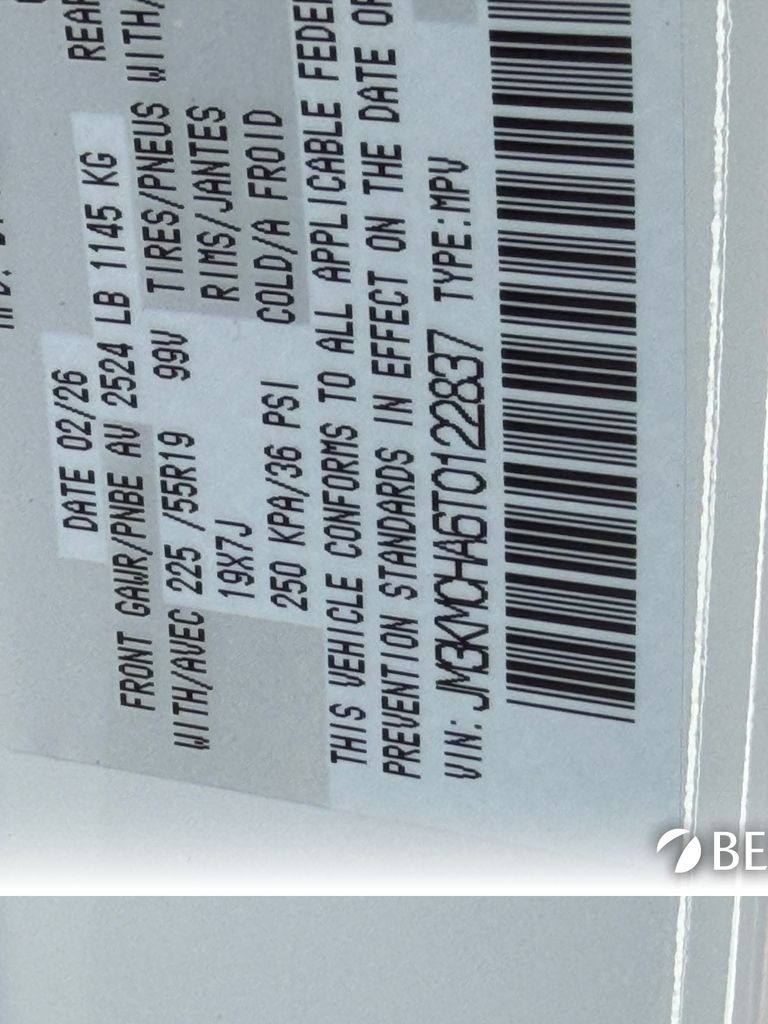 DATE 02/26
FRONT GAWR/PNBE AV 2524 LB 1145 KG REAR
WITH/AVEC 225 /55R19 99V TIRES/PNEUS WITH/
19X7J RIMS/JANTES
250 KPA/36 PSI COLD/A FROID
THIS VEHICLE CONFORMS TO ALL APPLICABLE FEDE
PREVENTION STANDARDS IN EFFECT ON THE DATE OF
VIN: JM3KMCHA6T0122837 TYPE:MPV
BE